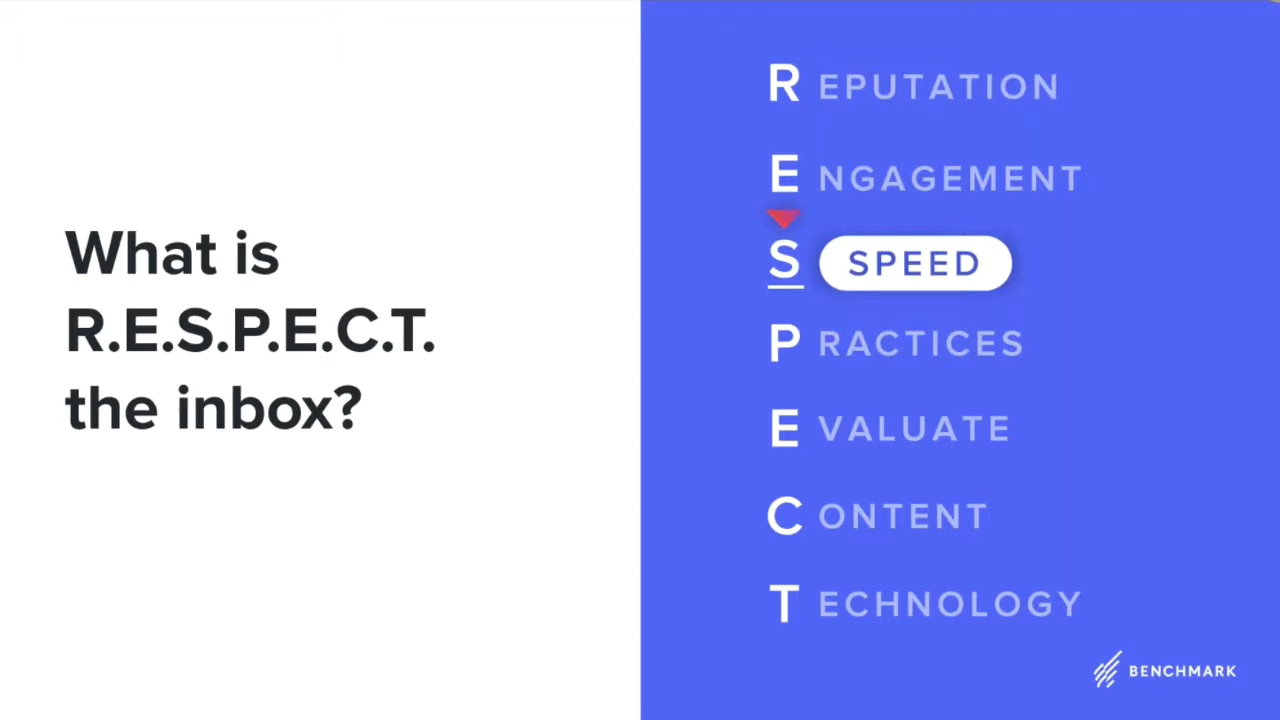 What is
R.E.S.P.E.C.T.
the inbox?
R EPUTATION
E NGAGEMENT
S SPEED
P RACTICES
E VALUATE
C ONTENT
T ECHNOLOGY
BENCHMARK